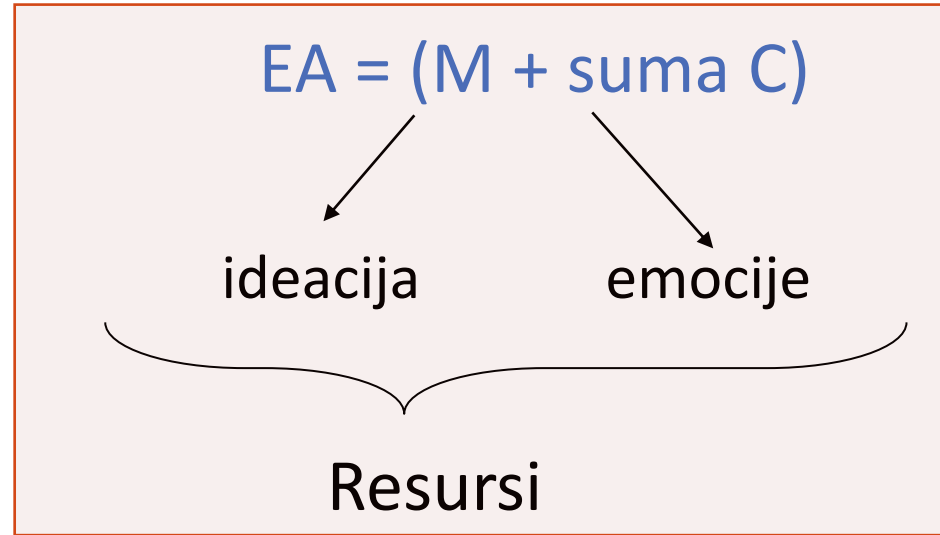 EA = (M + suma C)
ideacija emocije
Resursi